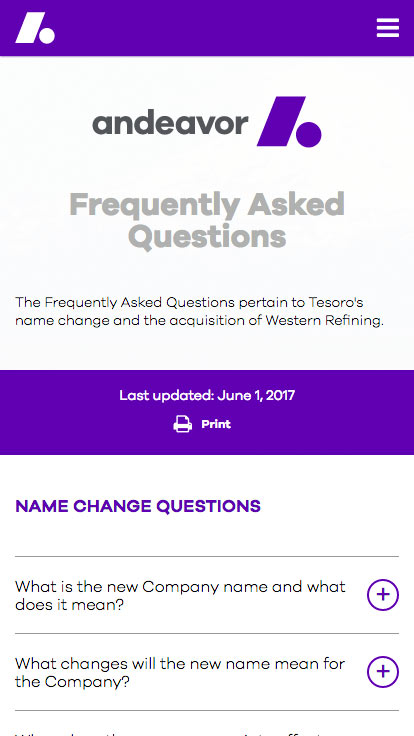 andeavor
Frequently Asked
Questions
The Frequently Asked Questions pertain to Tesoro's
name change and the acquisition of Western Refining.
Last updated: June 1, 2017
Print
NAME CHANGE QUESTIONS
What is the new Company name and what
does it mean?
What changes will the new name mean for
the Company?